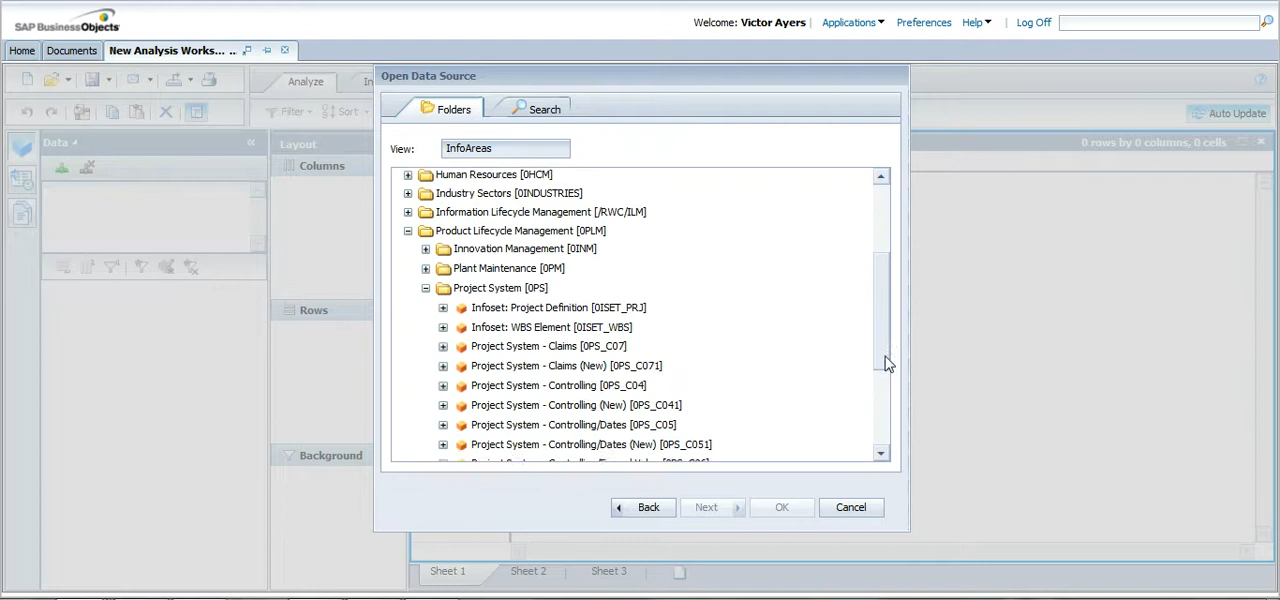 SAP BusinessObjects
Welcome: Victor Ayers Applications Preferences Help Log Off
Home Documents New Analysis Works... ...
Analyze In
Filter Sort
Auto Update
Data
Layout
0 rows by 0 columns, 0 cells
Columns
Rows
Background
Open Data Source
Folders Search
View: InfoAreas
Human Resources [0HCM]
Industry Sectors [0INDUSTRIES]
Information Lifecycle Management [/RWC/ILM]
Product Lifecycle Management [0PLM]
Innovation Management [0INM]
Plant Maintenance [0PM]
Project System [0PS]
Infoset: Project Definition [0ISET_PRJ]
Infoset: WBS Element [0ISET_WBS]
Project System - Claims [0PS_C07]
Project System - Claims (New) [0PS_C071]
Project System - Controlling [0PS_C04]
Project System - Controlling (New) [0PS_C041]
Project System - Controlling/Dates [0PS_C05]
Project System - Controlling/Dates (New) [0PS_C051]
Back Next OK Cancel
Sheet 1 Sheet 2 Sheet 3